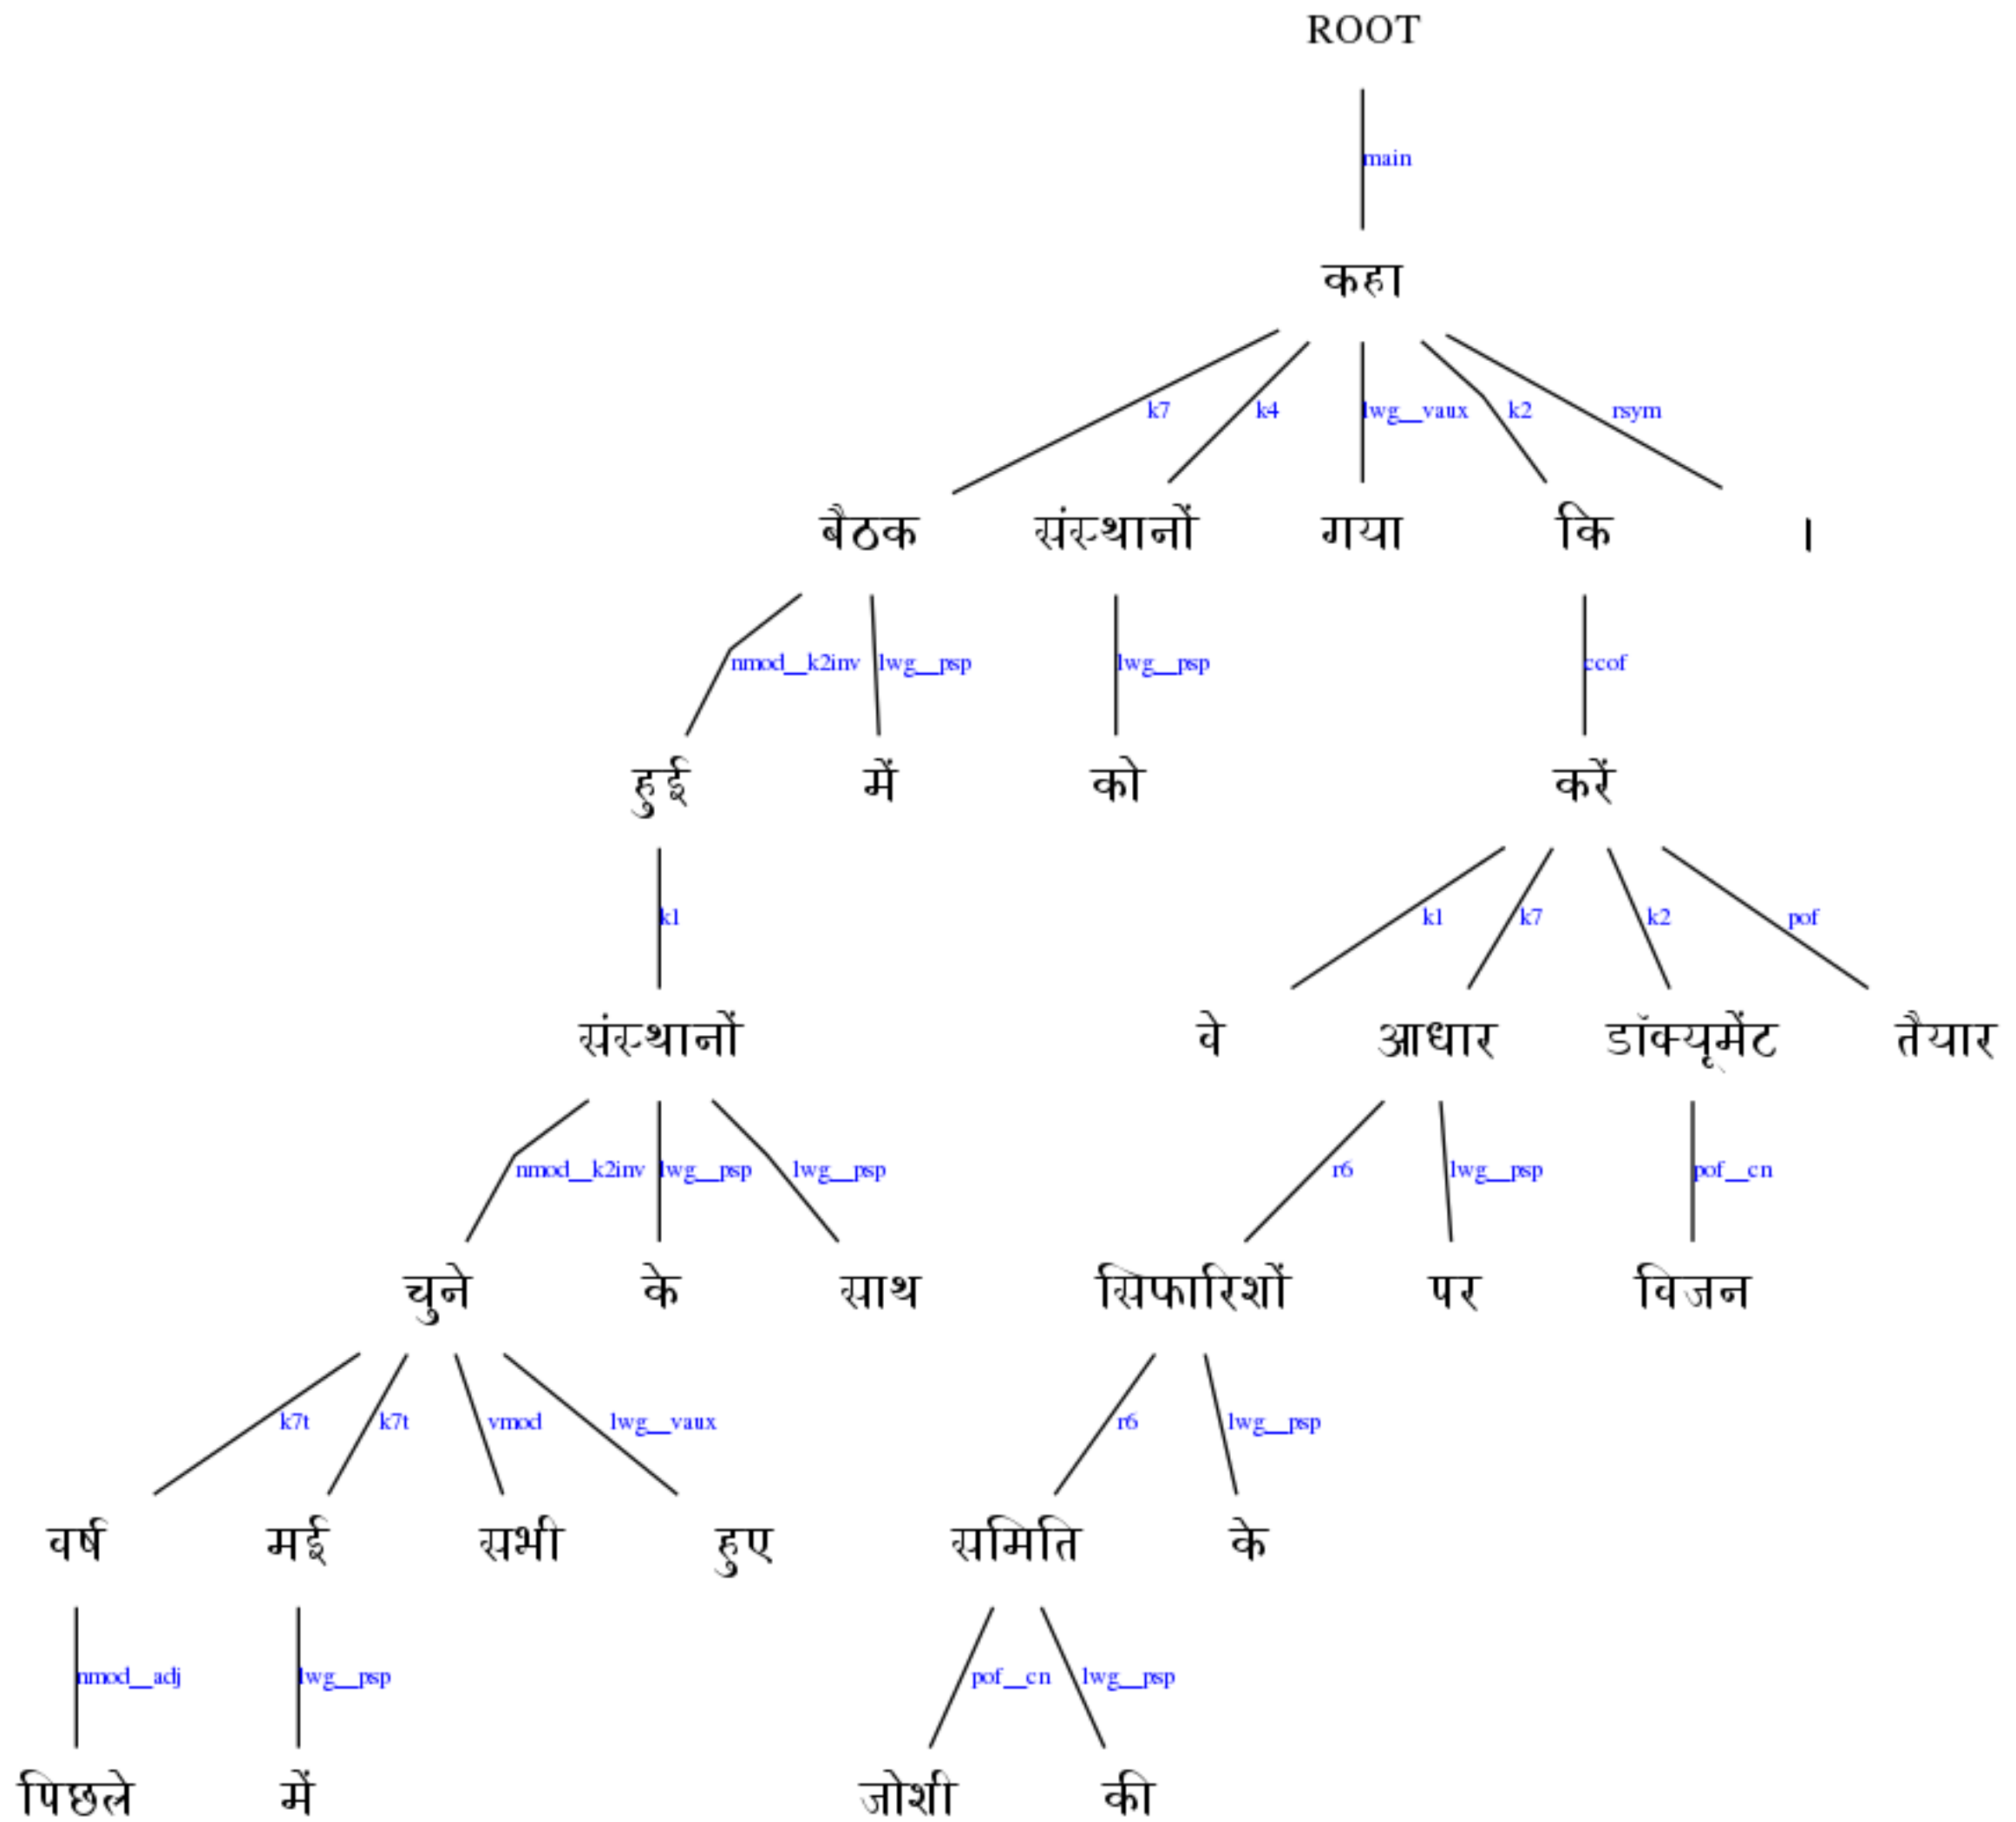 ROOT
main
कहा
k7 k4 lwg__vaux k2 rsym
बैठक संस्थानों गया कि ।
nmod__k2inv lwg__psp lwg__psp ccof
हुई में को करें
k1 k1 k7 k2 pof
संस्थानों वे आधार डॉक्यूमेंट तैयार
nmod__k2inv lwg__psp lwg__psp r6 lwg__psp pof__cn
चुने के साथ सिफारिशों पर विजन
k7t k7t vmod lwg__vaux r6 lwg__psp
वर्ष मई सभी हुए समिति के
nmod__adj lwg__psp pof__cn lwg__psp
पिछले में जोशी की